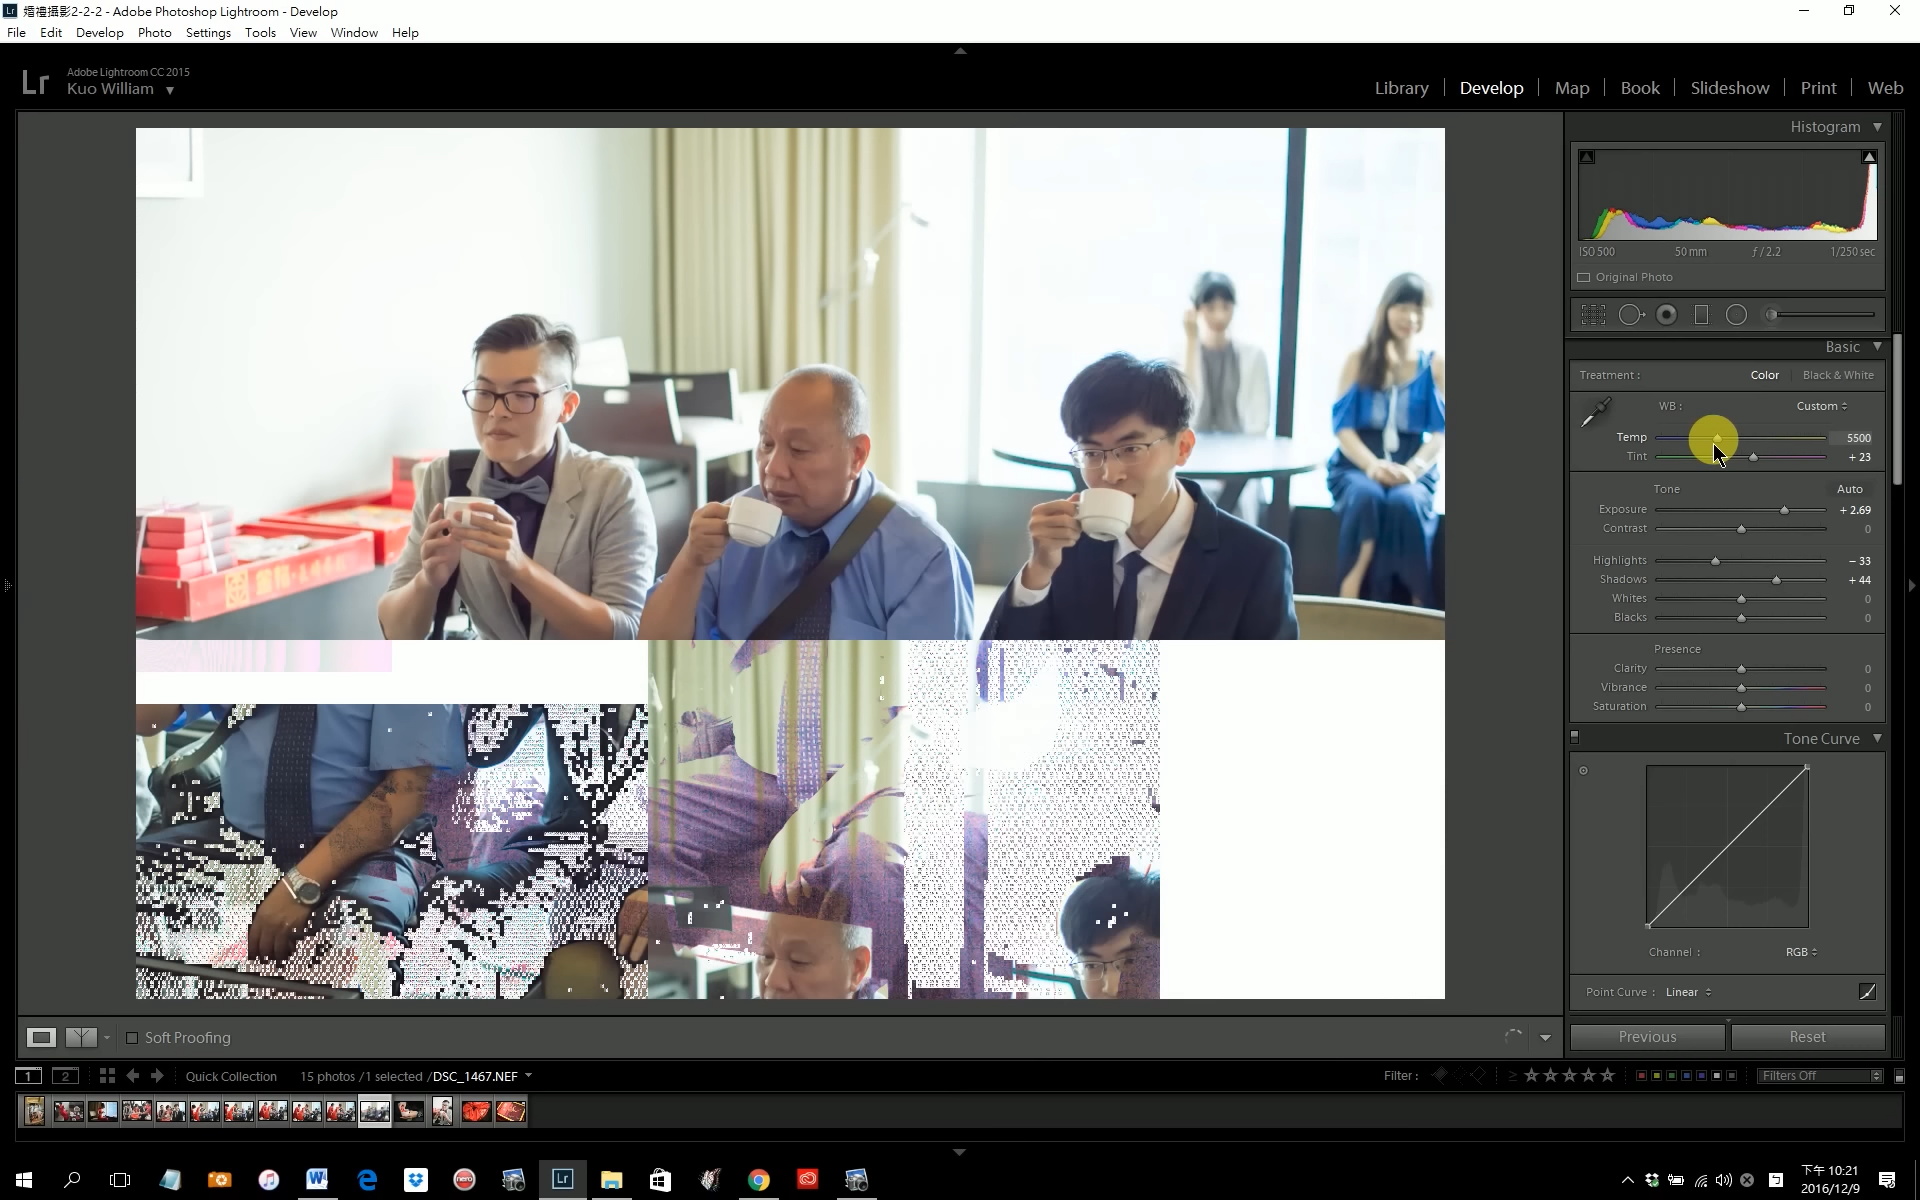 婚禮攝影2-2-2 - Adobe Photoshop Lightroom - Develop
File Edit Develop Photo Settings Tools View Window Help
Lr
Adobe Lightroom CC 2015
Kuo William
Library Develop Map Book Slideshow Print Web
Histogram
ISO 500 50 mm ƒ / 2.2 1/250 sec
Original Photo
Basic
Treatment : Color Black & White
WB : Custom
Temp 5500
Tint + 23
Tone Auto
Exposure + 2.69
Contrast 0
Highlights – 33
Shadows + 44
Whites 0
Blacks 0
Presence
Clarity 0
Vibrance 0
Saturation 0
Tone Curve
Channel : RGB
Point Curve : Linear
Soft Proofing
Previous Reset
1 2 Quick Collection 15 photos / 1 selected / DSC_1467.NEF Filter : Filters Off
下午 10:21
2016/12/9